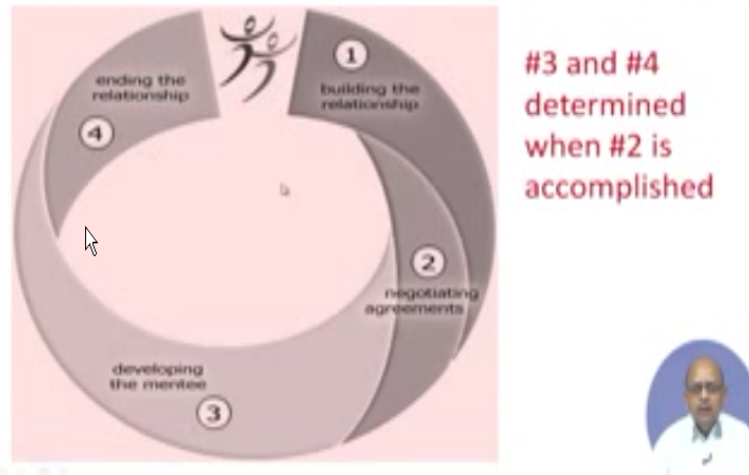 1
building the
relationship
2
negotiating
agreements
developing
the mentee
3
ending the
relationship
4
#3 and #4
determined
when #2 is
accomplished